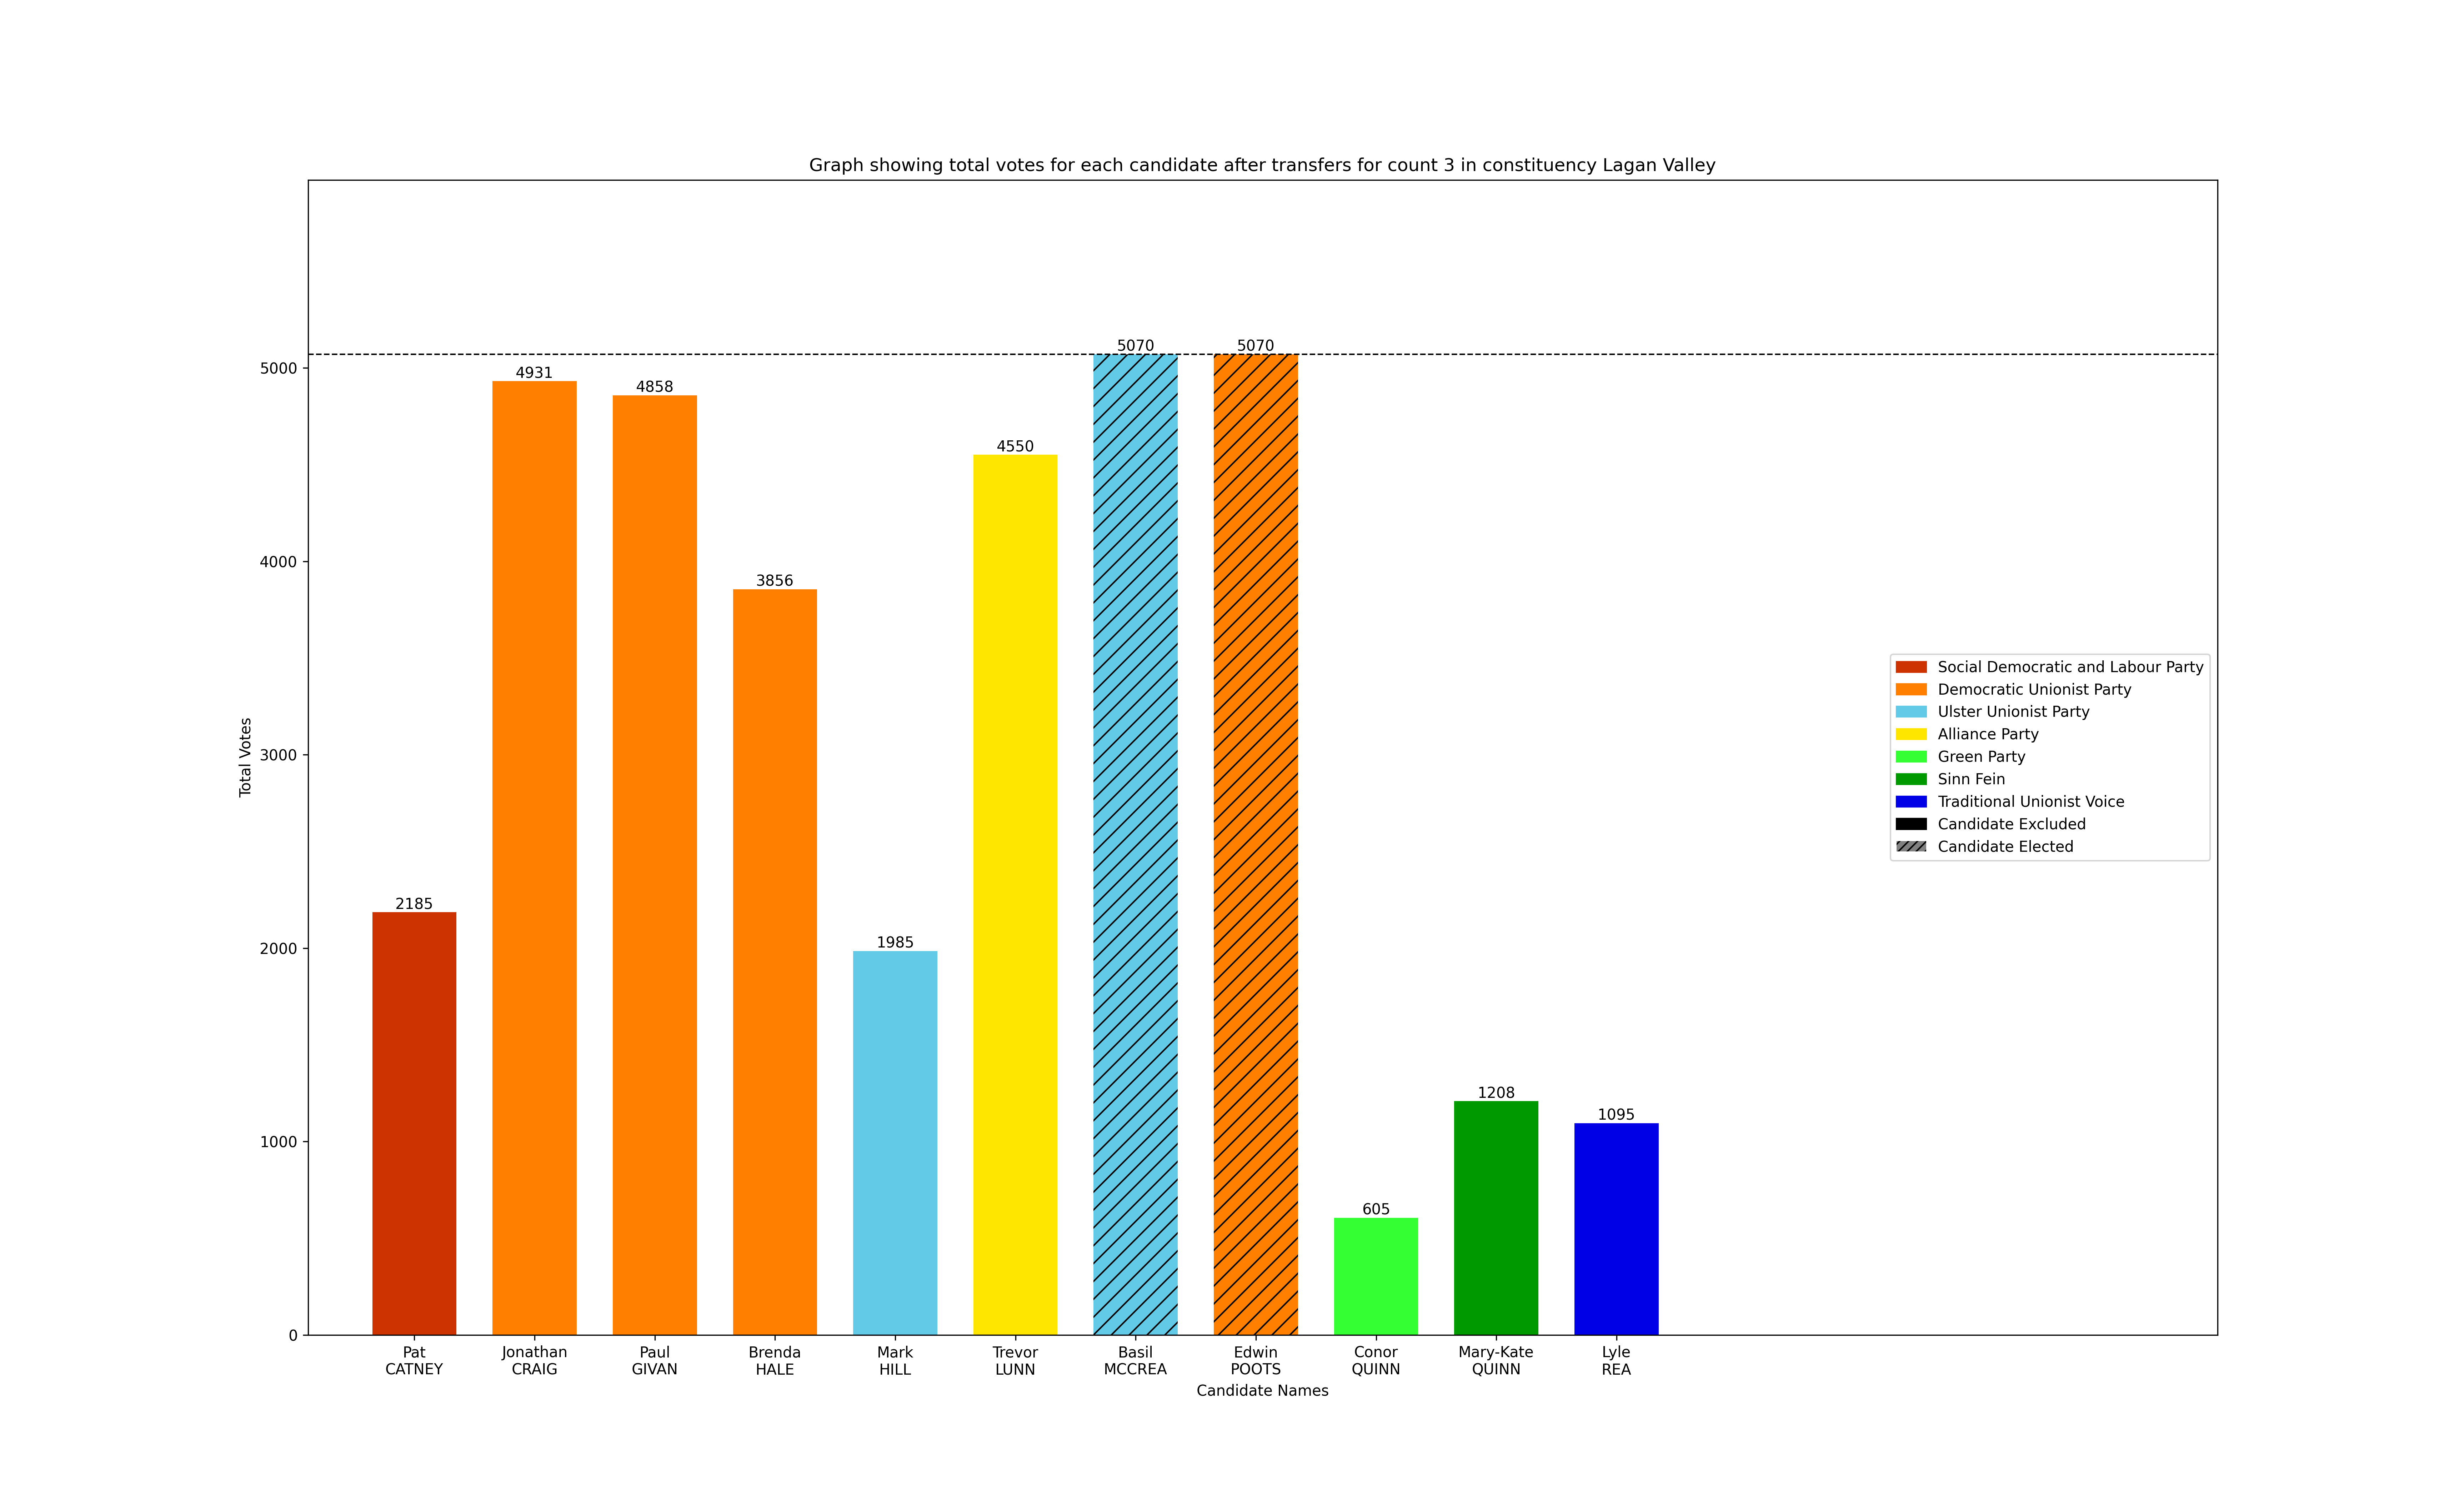 Graph showing total votes for each candidate after transfers for count 3 in constituency Lagan Valley
Total Votes
5000
4000
3000
2000
1000
0
2185
4931
4858
3856
1985
4550
5070
5070
605
1208
1095
Pat
CATNEY
Jonathan
CRAIG
Paul
GIVAN
Brenda
HALE
Mark
HILL
Trevor
LUNN
Basil
MCCREA
Edwin
POOTS
Conor
QUINN
Mary-Kate
QUINN
Lyle
REA
Candidate Names
Social Democratic and Labour Party
Democratic Unionist Party
Ulster Unionist Party
Alliance Party
Green Party
Sinn Fein
Traditional Unionist Voice
Candidate Excluded
Candidate Elected